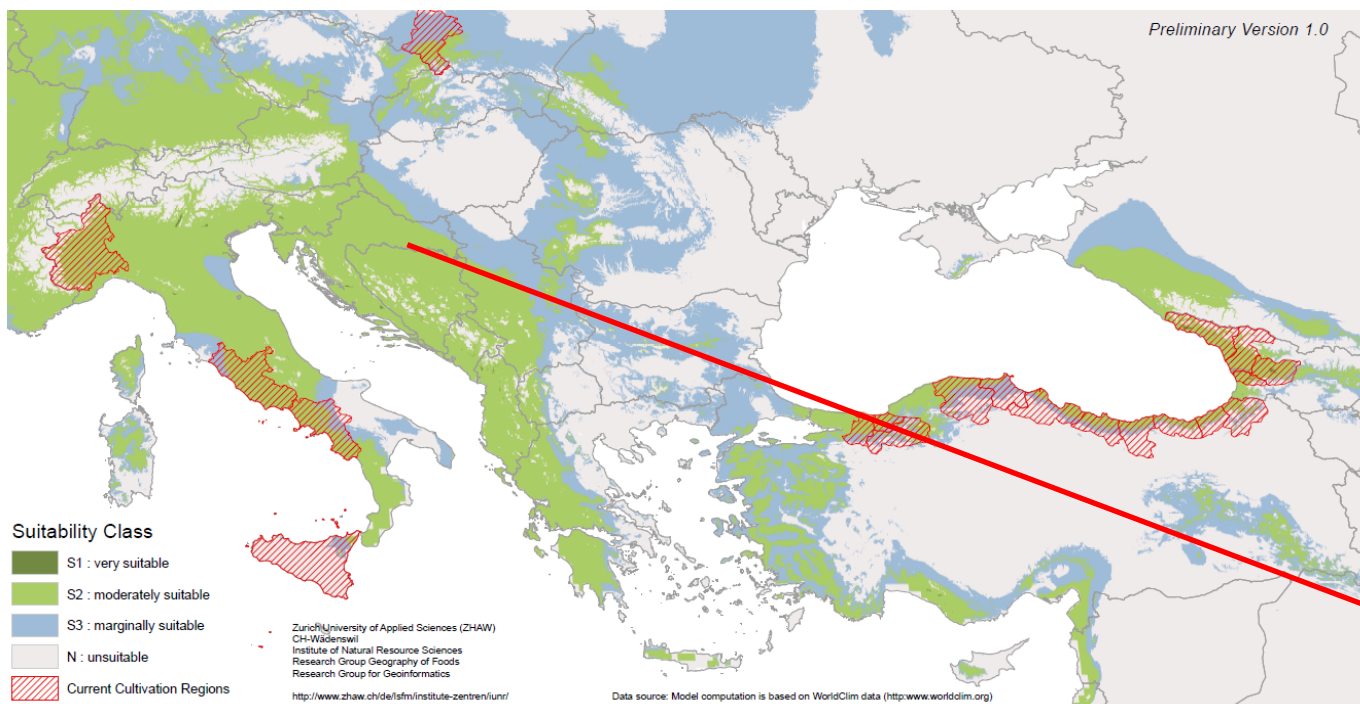 Preliminary Version 1.0
Suitability Class
S1 : very suitable
S2 : moderately suitable
S3 : marginally suitable
N : unsuitable
Current Cultivation Regions
Zurich University of Applied Sciences (ZHAW)
CH-Wädenswil
Institute of Natural Resource Sciences
Research Group Geography of Foods
Research Group for Geoinformatics
http://www.zhaw.ch/de/lsfm/institute-zentren/iunr/
Data source: Model computation is based on WorldClim data (http:www.worldclim.org)